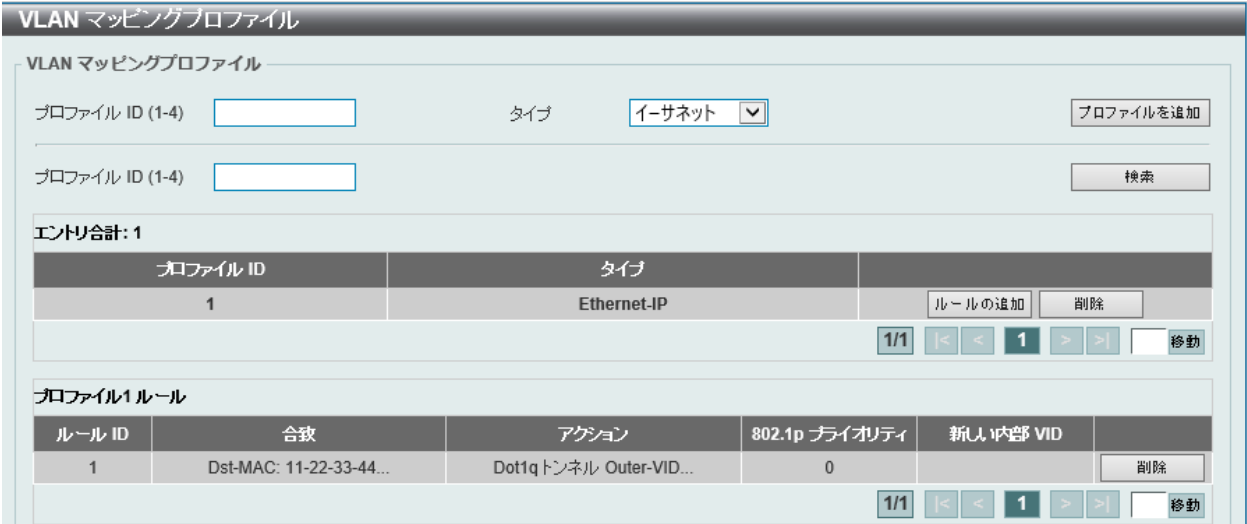 VLAN マッピングプロファイル
VLAN マッピングプロファイル
プロファイル ID (1-4) タイプ イーサネット プロファイルを追加
プロファイル ID (1-4) 検索
エントリ合計: 1
プロファイル ID タイプ
1 Ethernet-IP ルールの追加 削除
1/1 |< < 1 > >| 移動
プロファイル1 ルール
ルール ID 合致 アクション 802.1p プライオリティ 新しい内部 VID
1 Dst-MAC: 11-22-33-44... Dot1qトンネル Outer-VID... 0 削除
1/1 |< < 1 > >| 移動